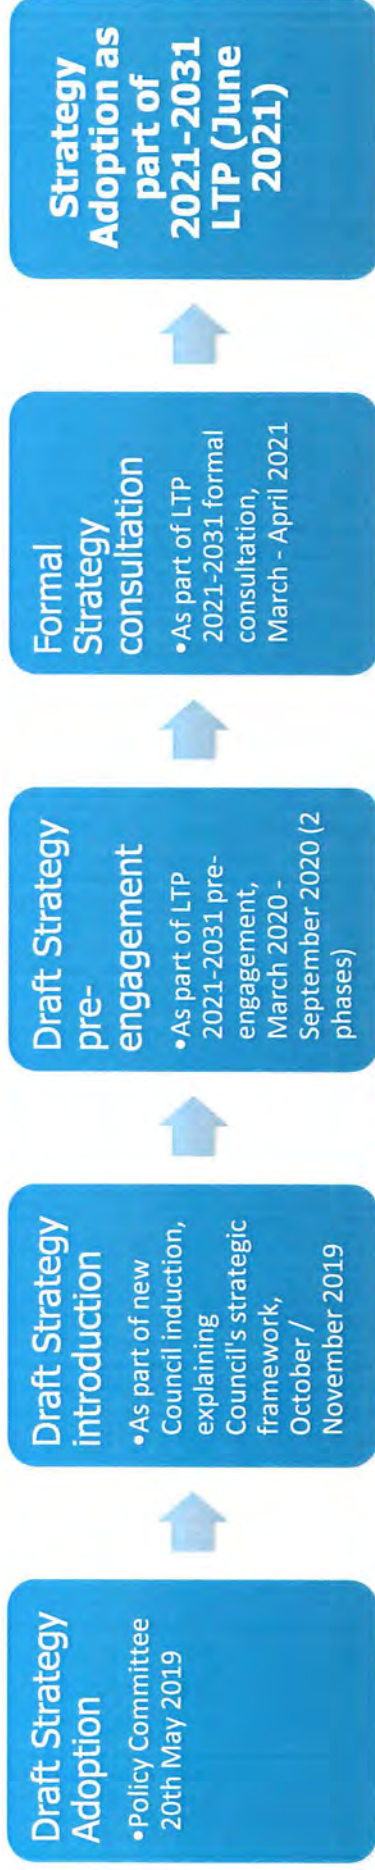 Draft Strategy
Adoption
•Policy Committee
20th May 2019
Draft Strategy
introduction
•As part of new
Council induction,
explaining
Council's strategic
framework,
October /
November 2019
Draft Strategy
pre-
engagement
•As part of LTP
2021-2031 pre-
engagement,
March 2020 -
September 2020 (2
phases)
Formal
Strategy
consultation
•As part of LTP
2021-2031 formal
consultation,
March - April 2021
Strategy
Adoption as
part of
2021-2031
LTP (June
2021)